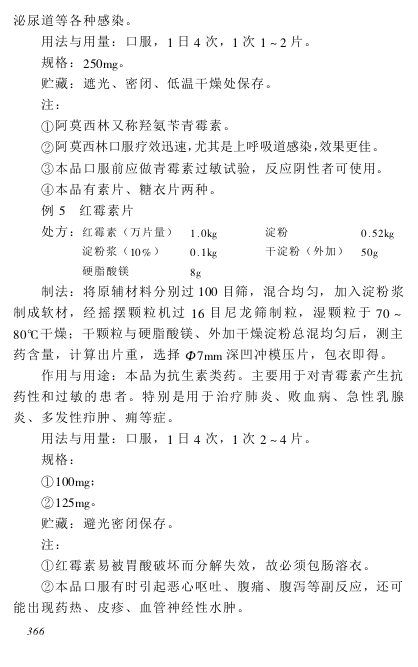 泌尿道等各种感染。
用法与用量：口服，1 日 4 次，1 次 1 ~ 2 片。
规格：250mg。
贮藏：遮光、密闭、低温干燥处保存。
注：
①阿莫西林又称羟氨苄青霉素。
②阿莫西林口服疗效迅速，尤其是上呼吸道感染，效果更佳。
③本品口服前应做青霉素过敏试验，反应阴性者可使用。
④本品有素片、糖衣片两种。
例 5 红霉素片
处方：红霉素（万片量） 1.0kg 淀粉 0.52kg
淀粉浆（10%） 0.1kg 干淀粉（外加） 50g
硬脂酸镁 8g
制法：将原辅材料分别过 100 目筛，混合均匀，加入淀粉浆
制成软材，经摇摆颗粒机过 16 目尼龙筛制粒，湿颗粒于 70 ~
80℃干燥；干颗粒与硬脂酸镁、外加干燥淀粉总混均匀后，测主
药含量，计算出片重，选择 Φ7mm 深凹冲模压片，包衣即得。
作用与用途：本品为抗生素类药。主要用于对青霉素产生抗
药性和过敏的患者。特别是用于治疗肺炎、败血病、急性乳腺
炎、多发性疖肿、痈等症。
用法与用量：口服，1 日 4 次，1 次 2 ~ 4 片。
规格：
①100mg；
②125mg。
贮藏：避光密闭保存。
注：
①红霉素易被胃酸破坏而分解失效，故必须包肠溶衣。
②本品口服有时引起恶心呕吐、腹痛、腹泻等副反应，还可
能出现药热、皮疹、血管神经性水肿。
366